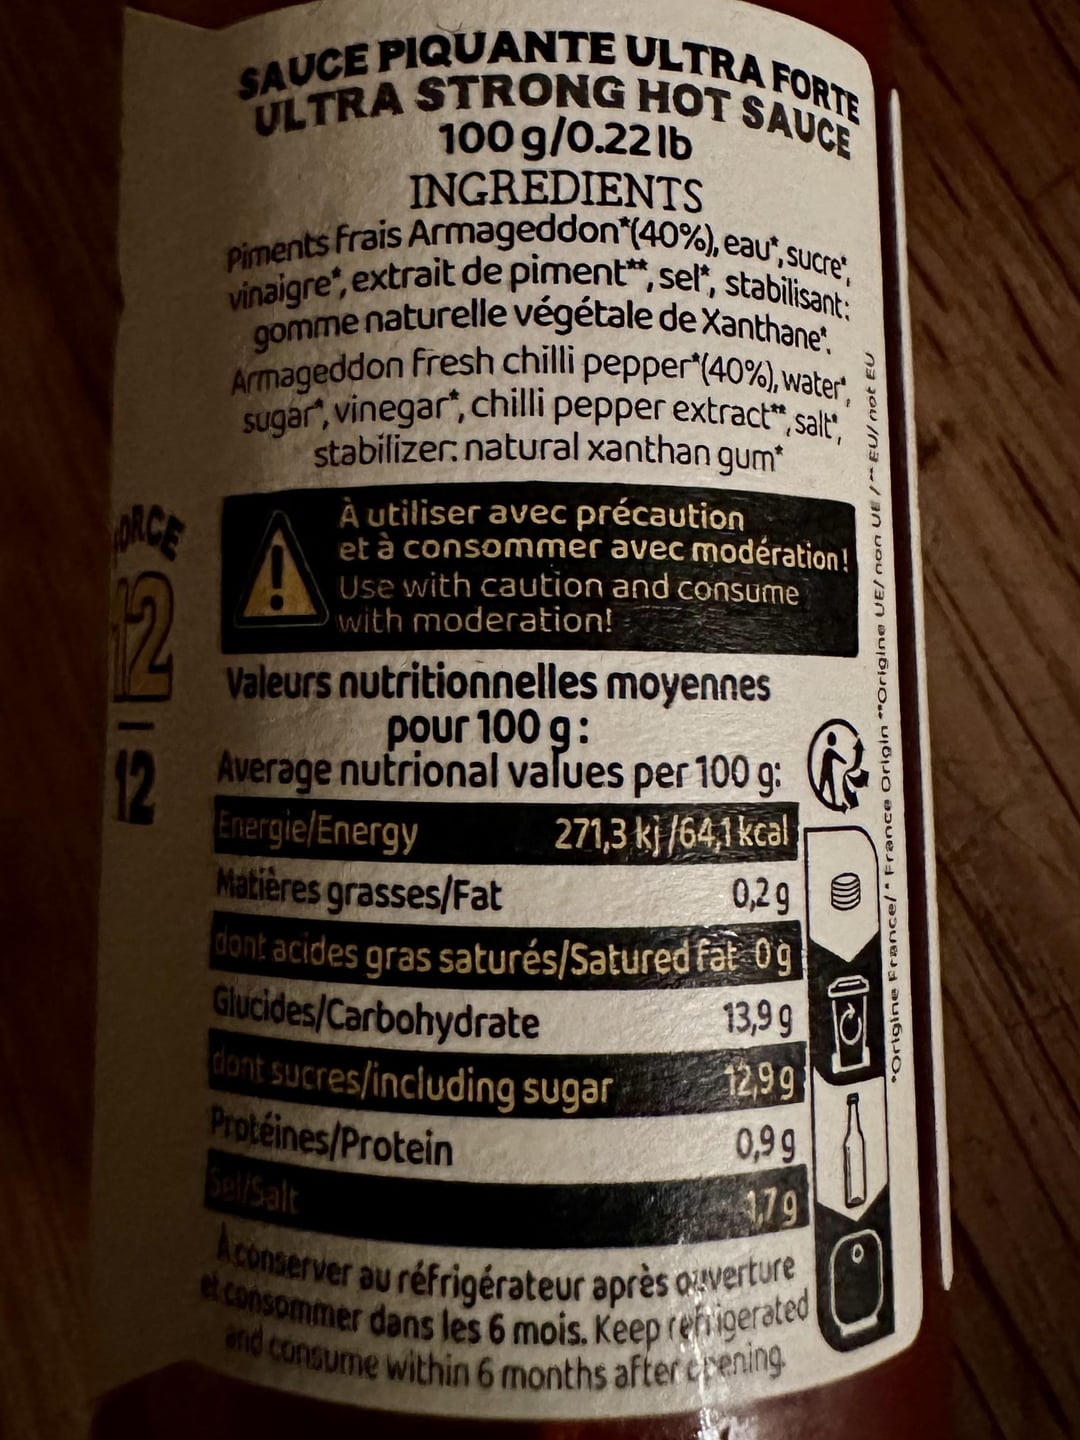 SAUCE PIQUANTE ULTRA FORTE
ULTRA STRONG HOT SAUCE
100 g/0.22 lb
INGREDIENTS
Piments frais Armageddon*(40%), eau*, sucre*,
vinaigre*, extrait de piment**, sel*, stabilisant:
gomme naturelle végétale de Xanthane*.
Armageddon fresh chilli pepper*(40%), water*,
sugar*, vinegar*, chilli pepper extract**, salt*,
stabilizer: natural xanthan gum*
À utiliser avec précaution
et à consommer avec modération!
Use with caution and consume
with moderation!
FORCE
12
12
Valeurs nutritionnelles moyennes
pour 100 g :
Average nutrional values per 100 g:
Energie/Energy 271,3 kj /64,1 kcal
Matières grasses/Fat 0,2 g
dont acides gras saturés/Satured fat 0 g
Glucides/Carbohydrate 13,9 g
dont sucres/including sugar 12,9 g
Protéines/Protein 0,9 g
Sel/Salt 1,7 g
A conserver au réfrigérateur après ouverture
et consommer dans les 6 mois. Keep refrigerated
and consume within 6 months after opening.
*Origine France/ * France Origin **Origine UE/ non UE / ** EU/ not EU